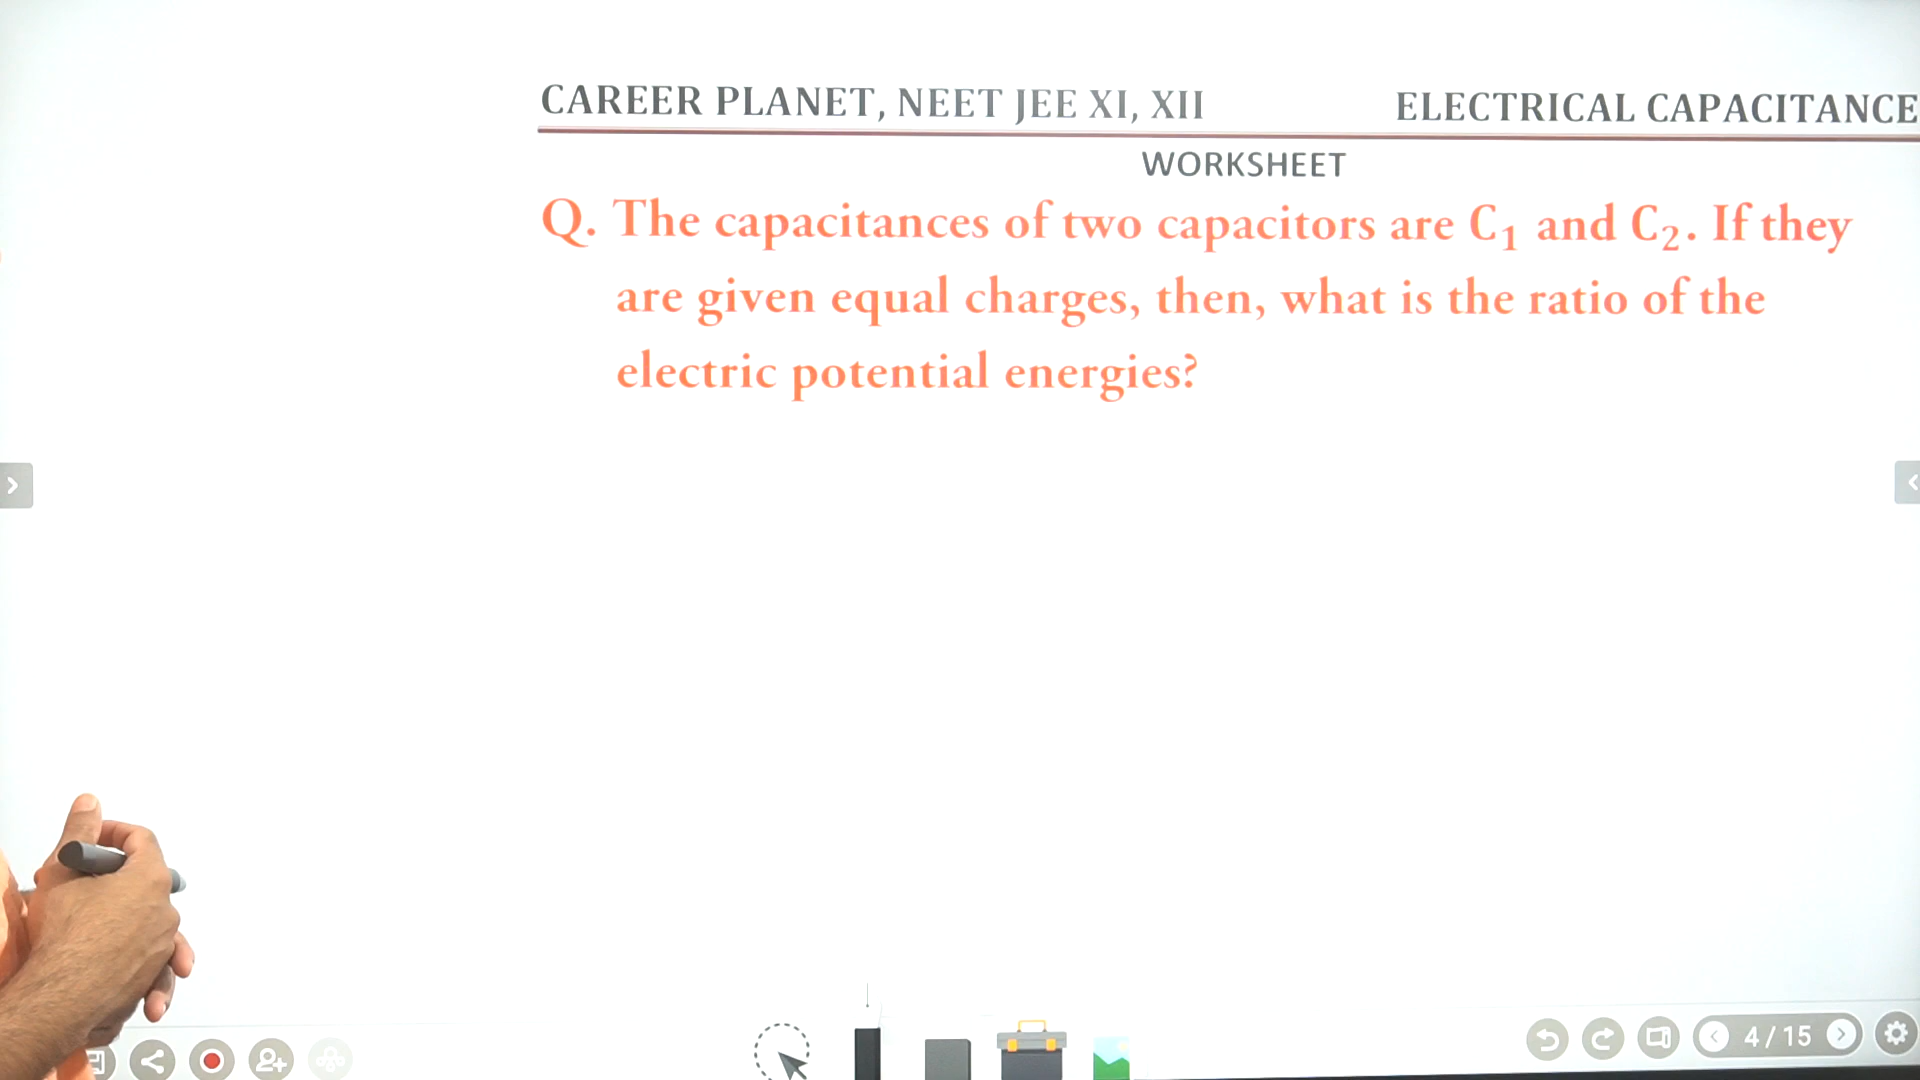 CAREER PLANET, NEET JEE XI, XII ELECTRICAL CAPACITANCE
WORKSHEET
Q. The capacitances of two capacitors are C₁ and C₂. If they
are given equal charges, then, what is the ratio of the
electric potential energies?
4/15